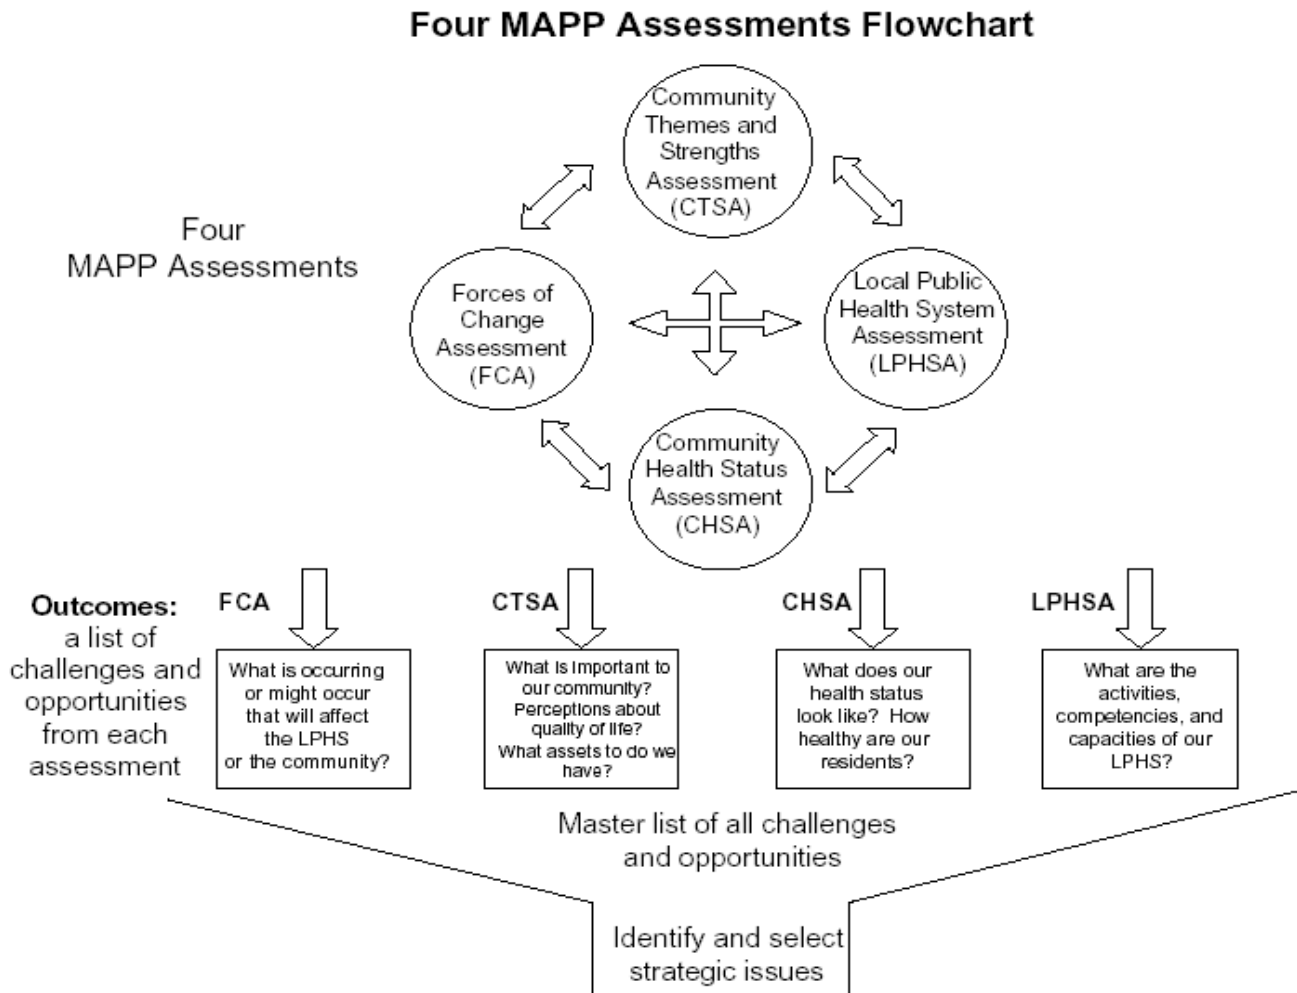 Four MAPP Assessments Flowchart
Community
Themes and
Strengths
Assessment
(CTSA)
Four
MAPP Assessments
Forces of
Change
Assessment
(FCA)
Local Public
Health System
Assessment
(LPHSA)
Community
Health Status
Assessment
(CHSA)
Outcomes:
a list of
challenges and
opportunities
from each
assessment
FCA
What is occurring
or might occur
that will affect
the LPHS
or the community?
CTSA
What is important to
our community?
Perceptions about
quality of life?
What assets to do we
have?
CHSA
What does our
health status
look like? How
healthy are our
residents?
LPHSA
What are the
activities,
competencies, and
capacities of our
LPHS?
Master list of all challenges
and opportunities
Identify and select
strategic issues